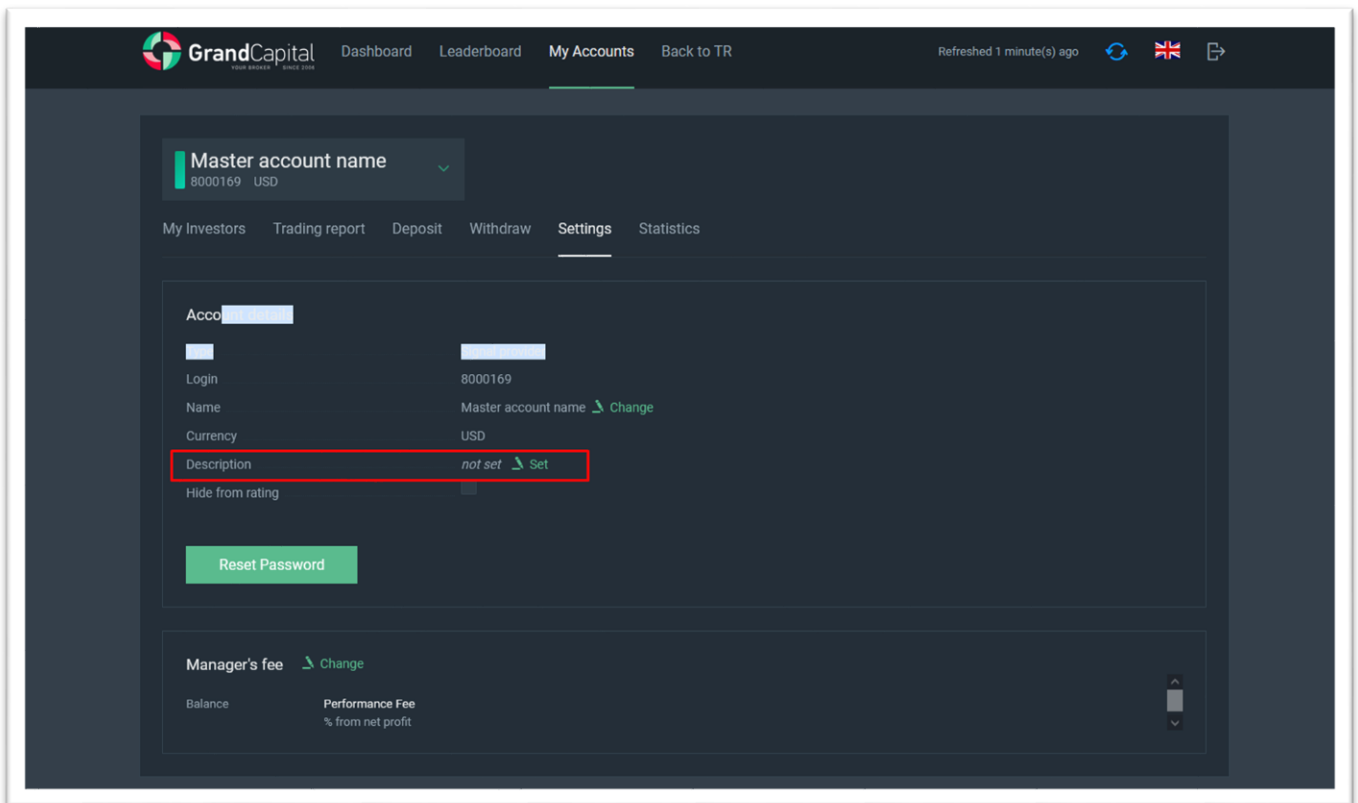 GrandCapital
YOUR BROKER SINCE 2006
Dashboard Leaderboard My Accounts Back to TR Refreshed 1 minute(s) ago
Master account name
8000169 USD
My Investors Trading report Deposit Withdraw Settings Statistics
Account details
Type Signal provider
Login 8000169
Name Master account name Change
Currency USD
Description not set Set
Hide from rating
Reset Password
Manager's fee Change
Balance Performance Fee
% from net profit